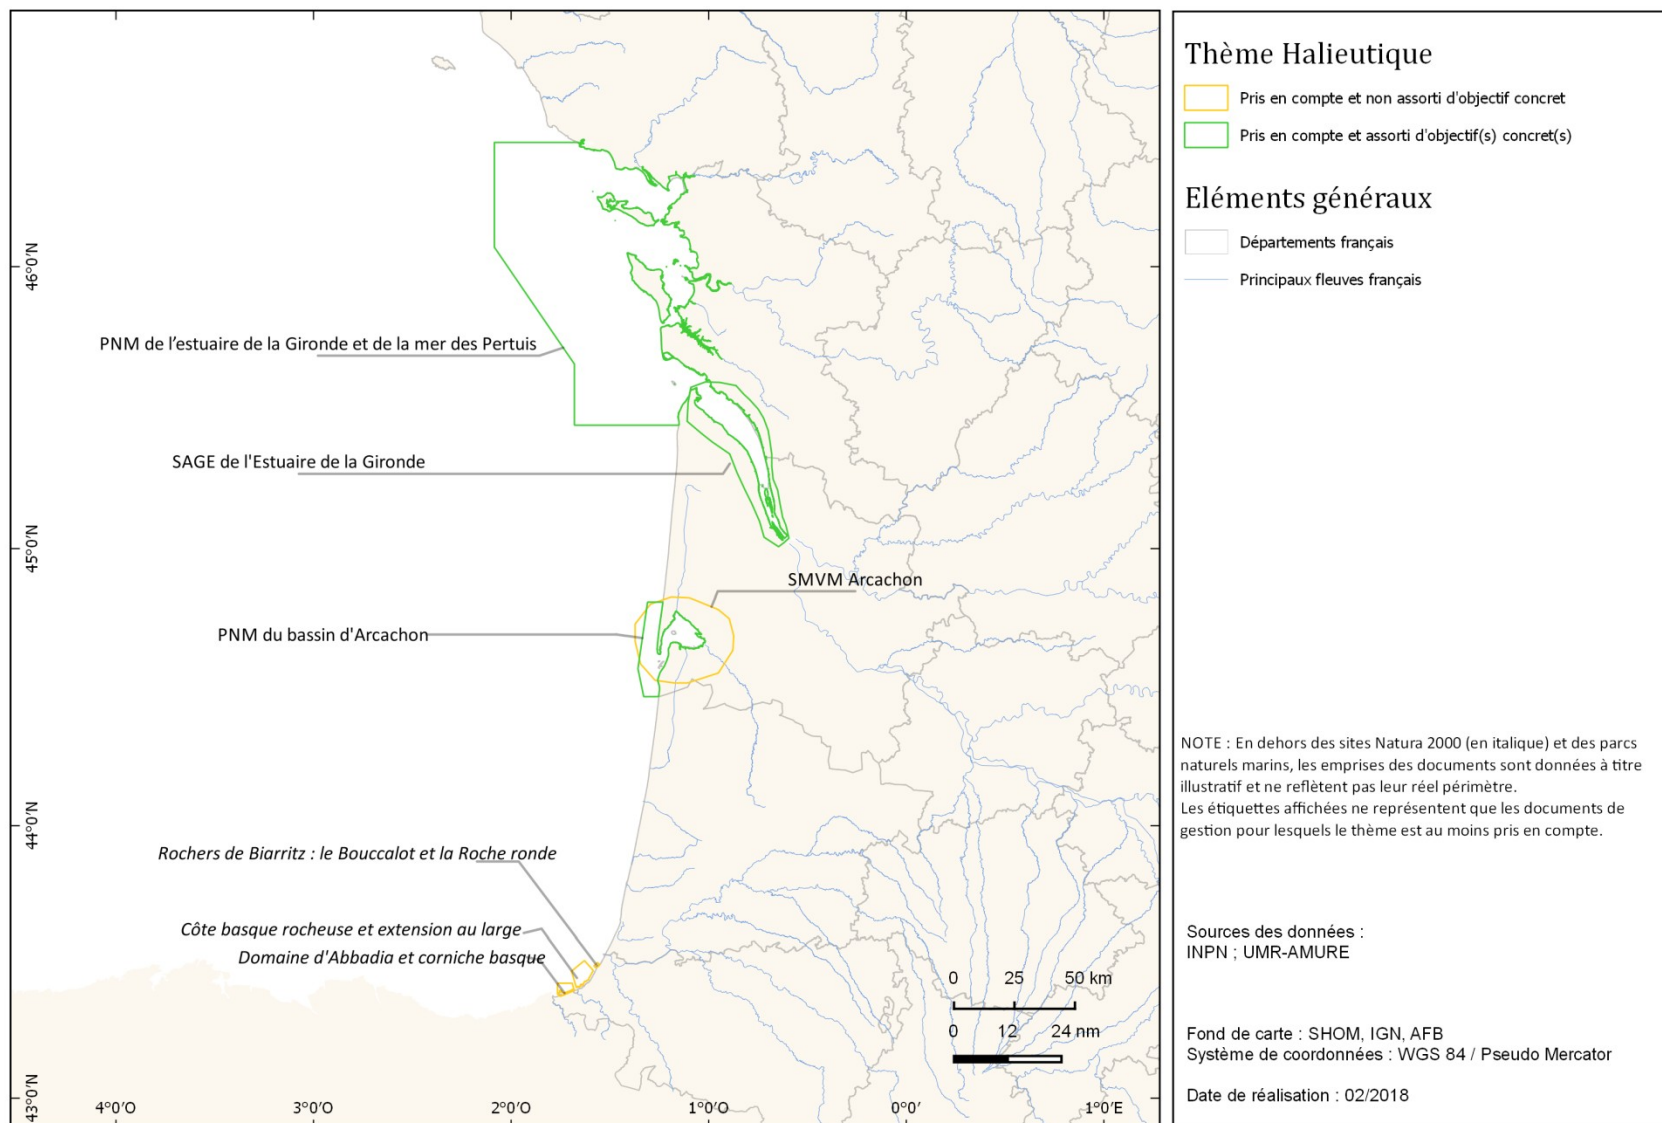 PNM de l’estuaire de la Gironde et de la mer des Pertuis
SAGE de l'Estuaire de la Gironde
SMVM Arcachon
PNM du bassin d'Arcachon
Rochers de Biarritz : le Bouccalot et la Roche ronde
Côte basque rocheuse et extension au large
Domaine d'Abbadia et corniche basque
46°0'N
45°0'N
44°0'N
43°0'N
4°0'O
3°0'O
2°0'O
1°0'O
0°0'
1°0'E
0 25 50 km
0 12 24 nm
Thème Halieutique
Pris en compte et non assorti d'objectif concret
Pris en compte et assorti d'objectif(s) concret(s)
Eléments généraux
Départements français
Principaux fleuves français
NOTE : En dehors des sites Natura 2000 (en italique) et des parcs
naturels marins, les emprises des documents sont données à titre
illustratif et ne reflètent pas leur réel périmètre.
Les étiquettes affichées ne représentent que les documents de
gestion pour lesquels le thème est au moins pris en compte.
Sources des données :
INPN ; UMR-AMURE
Fond de carte : SHOM, IGN, AFB
Système de coordonnées : WGS 84 / Pseudo Mercator
Date de réalisation : 02/2018